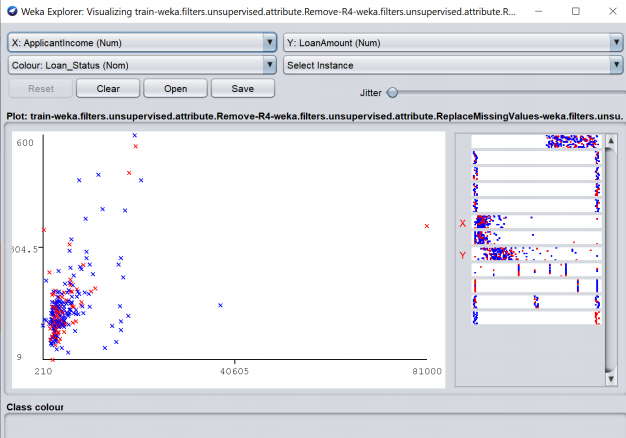 Weka Explorer: Visualizing train-weka.filters.unsupervised.attribute.Remove-R4-weka.filters.unsupervised.attribute.R...
X: ApplicantIncome (Num)
Y: LoanAmount (Num)
Colour: Loan_Status (Nom)
Select Instance
Reset
Clear
Open
Save
Jitter
Plot: train-weka.filters.unsupervised.attribute.Remove-R4-weka.filters.unsupervised.attribute.ReplaceMissingValues-weka.filters.unsu.
600
304.5
9
210
40605
81000
X
Y
Class colour